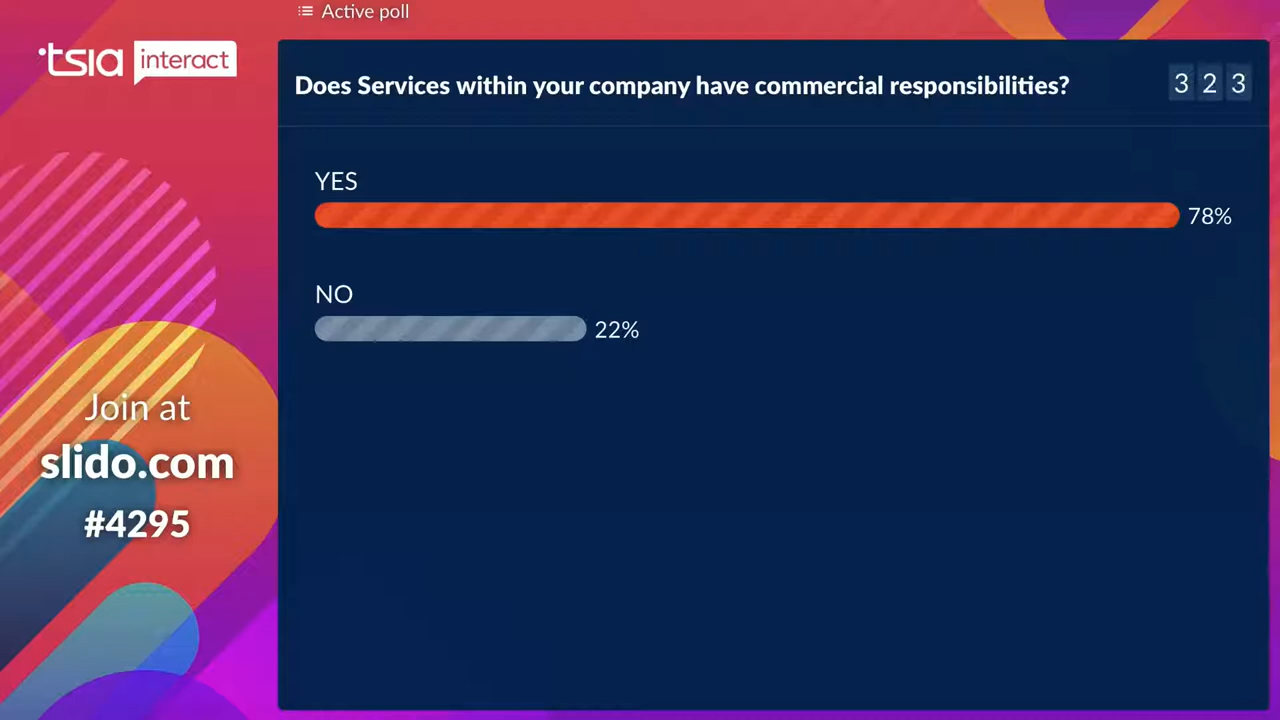 Active poll
tsia interact
Does Services within your company have commercial responsibilities?
323
YES
78%
NO
22%
Join at
slido.com
#4295